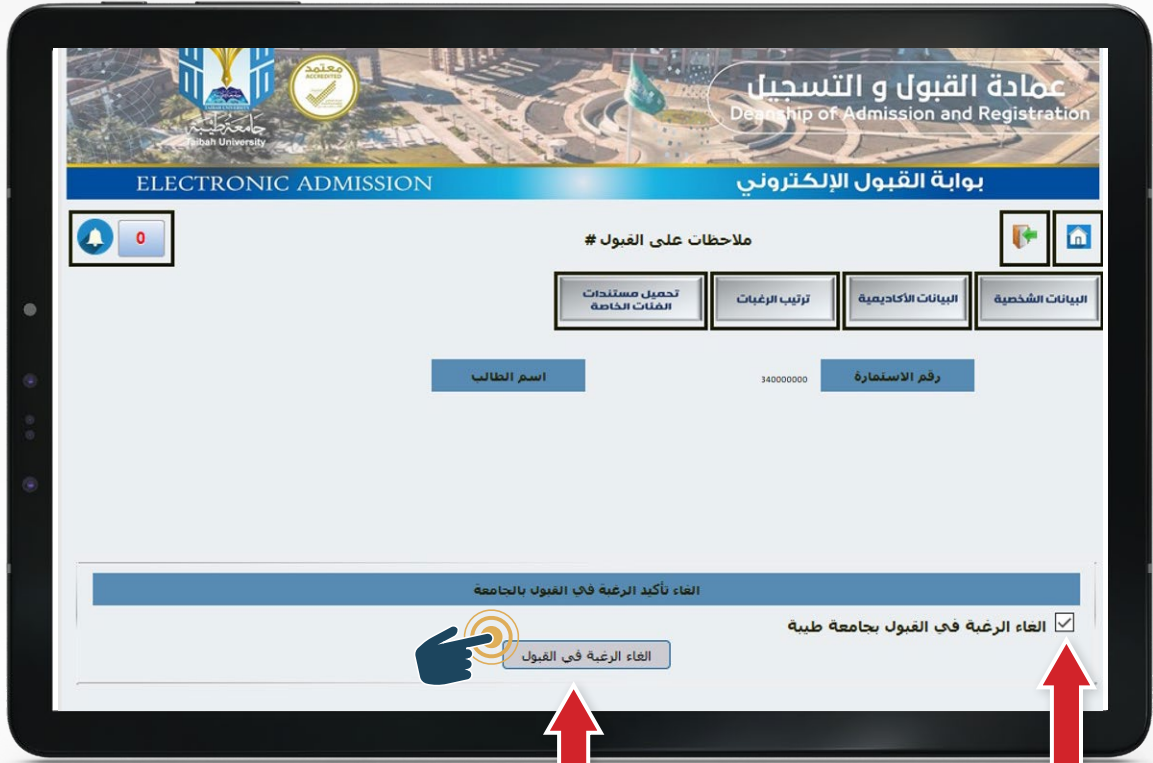 معتمد
ACCREDITED
جامعة طيبة
TAIBAH UNIVERSITY
Taibah University
عمادة القبول و التسجيل
Deanship of Admission and Registration
ELECTRONIC ADMISSION
بوابة القبول الإلكتروني
0
ملاحظات على القبول #
البيانات الشخصية
البيانات الأكاديمية
ترتيب الرغبات
تحميل مستندات
الفئات الخاصة
رقم الاستمارة
340000000
اسم الطالب
الغاء تأكيد الرغبة في القبول بالجامعة
الغاء الرغبة في القبول بجامعة طيبة
الغاء الرغبة في القبول